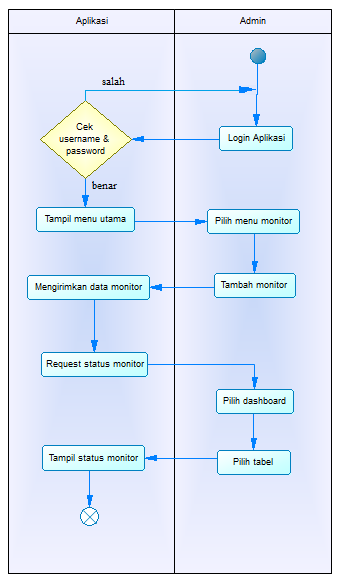 Aplikasi
Admin
salah
Cek
username &
password
Login Aplikasi
benar
Tampil menu utama
Pilih menu monitor
Mengirimkan data monitor
Tambah monitor
Request status monitor
Pilih dashboard
Tampil status monitor
Pilih tabel